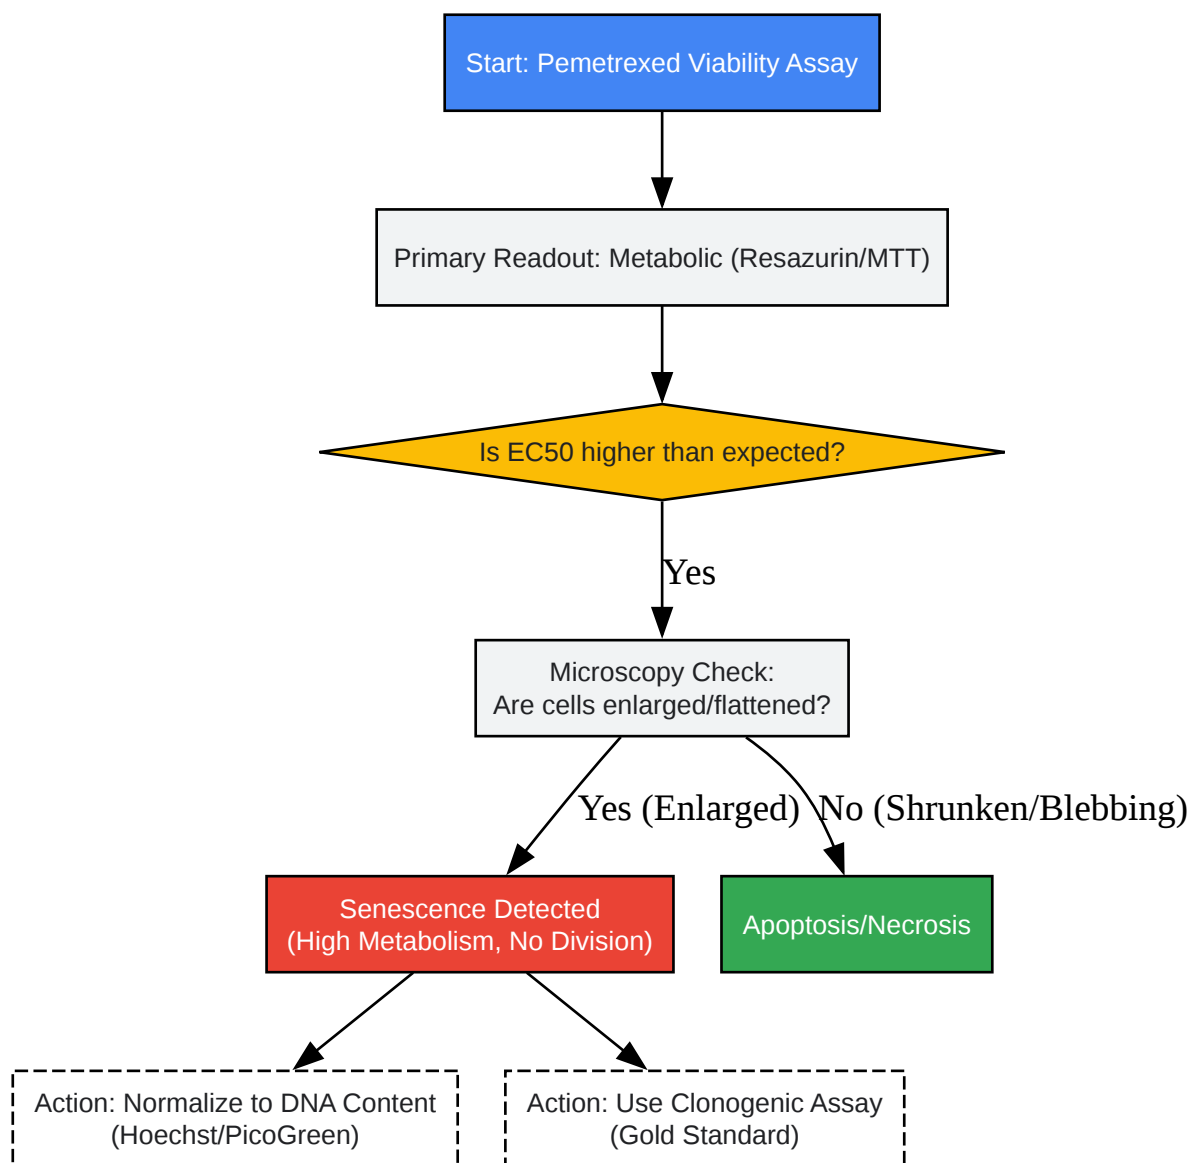 Start: Pemetrexed Viability Assay
Primary Readout: Metabolic (Resazurin/MTT)
Is EC50 higher than expected?
Yes
Microscopy Check:
Are cells enlarged/flattened?
Yes (Enlarged)
No (Shrunken/Blebbing)
Senescence Detected
(High Metabolism, No Division)
Apoptosis/Necrosis
Action: Normalize to DNA Content
(Hoechst/PicoGreen)
Action: Use Clonogenic Assay
(Gold Standard)